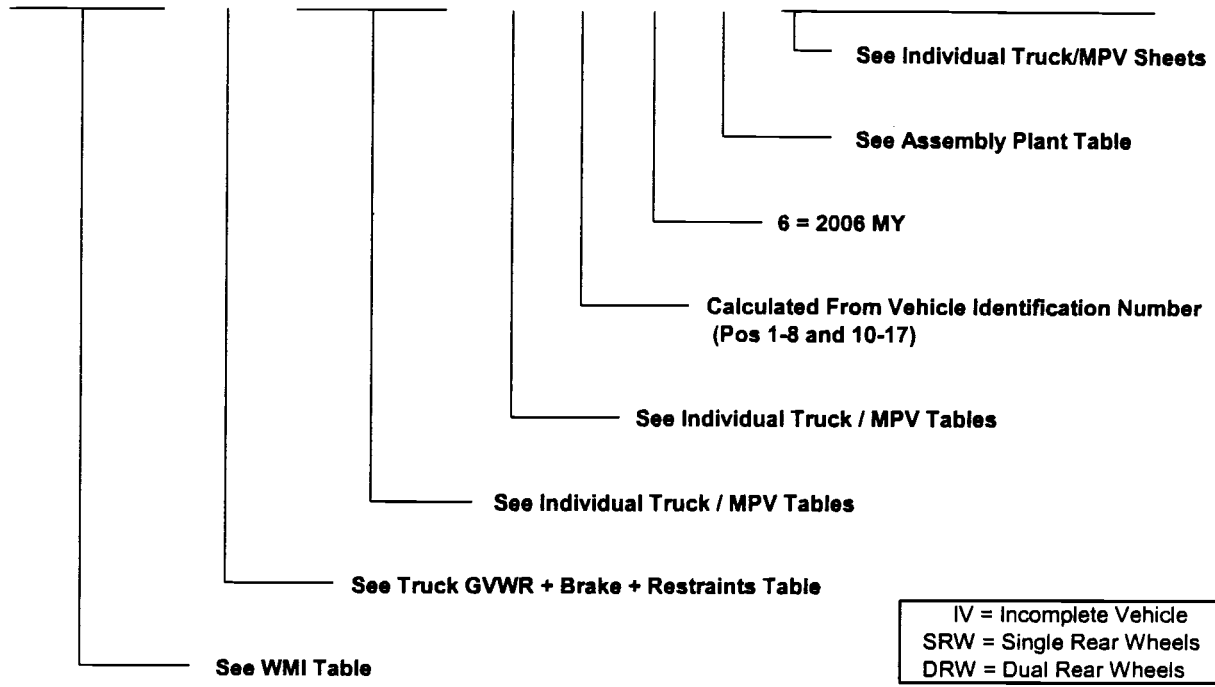 See Individual Truck/MPV Sheets
See Assembly Plant Table
6 = 2006 MY
Calculated From Vehicle Identification Number
(Pos 1-8 and 10-17)
See Individual Truck / MPV Tables
See Individual Truck / MPV Tables
See Truck GVWR + Brake + Restraints Table
IV = Incomplete Vehicle
SRW = Single Rear Wheels
DRW = Dual Rear Wheels
See WMI Table